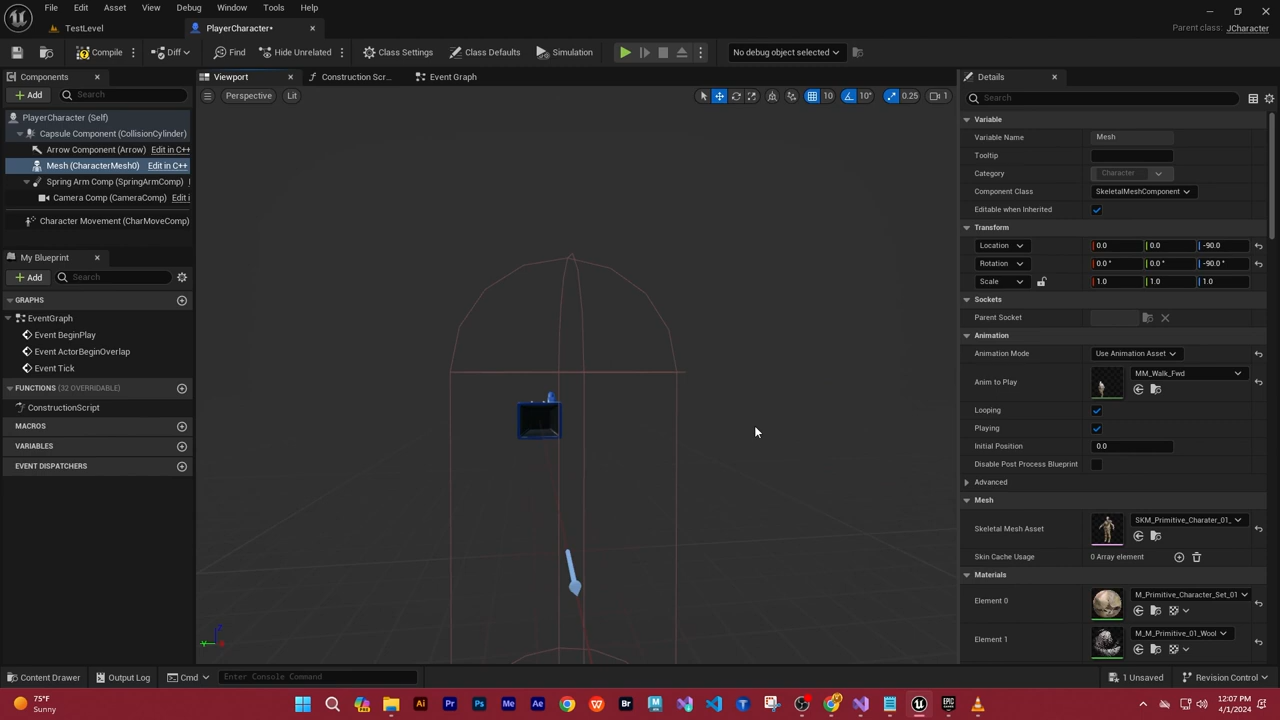 File Edit Asset View Debug Window Tools Help
TestLevel
PlayerCharacter*
Parent class: JCharacter
Compile
Diff
Find
Hide Unrelated
Class Settings
Class Defaults
Simulation
No debug object selected
Components
Viewport
Construction Scr...
Event Graph
Details
Add
Search
Perspective
Lit
10
10°
0.25
1
Search
PlayerCharacter (Self)
Capsule Component (CollisionCylinder)
Arrow Component (Arrow) Edit in C++
Mesh (CharacterMesh0) Edit in C++
Spring Arm Comp (SpringArmComp)
Camera Comp (CameraComp) Edit i
Character Movement (CharMoveComp)
My Blueprint
Add
Search
GRAPHS
EventGraph
Event BeginPlay
Event ActorBeginOverlap
Event Tick
FUNCTIONS (32 OVERRIDABLE)
ConstructionScript
MACROS
VARIABLES
EVENT DISPATCHERS
Variable
Variable Name Mesh
Tooltip
Category Character
Component Class SkeletalMeshComponent
Editable when Inherited
Transform
Location 0.0 0.0 -90.0
Rotation 0.0 ° 0.0 ° -90.0 °
Scale 1.0 1.0 1.0
Sockets
Parent Socket
Animation
Animation Mode Use Animation Asset
Anim to Play MM_Walk_Fwd
Looping
Playing
Initial Position 0.0
Disable Post Process Blueprint
Advanced
Mesh
Skeletal Mesh Asset SKM_Primitive_Charater_01_
Skin Cache Usage 0 Array element
Materials
Element 0 M_Primitive_Character_Set_01
Element 1 M_M_Primitive_01_Wool
Content Drawer
Output Log
Cmd
Enter Console Command
1 Unsaved
Revision Control
75°F
Sunny
Ai
Pr
Ps
Me
Ae
Br
12:07 PM
4/1/2024